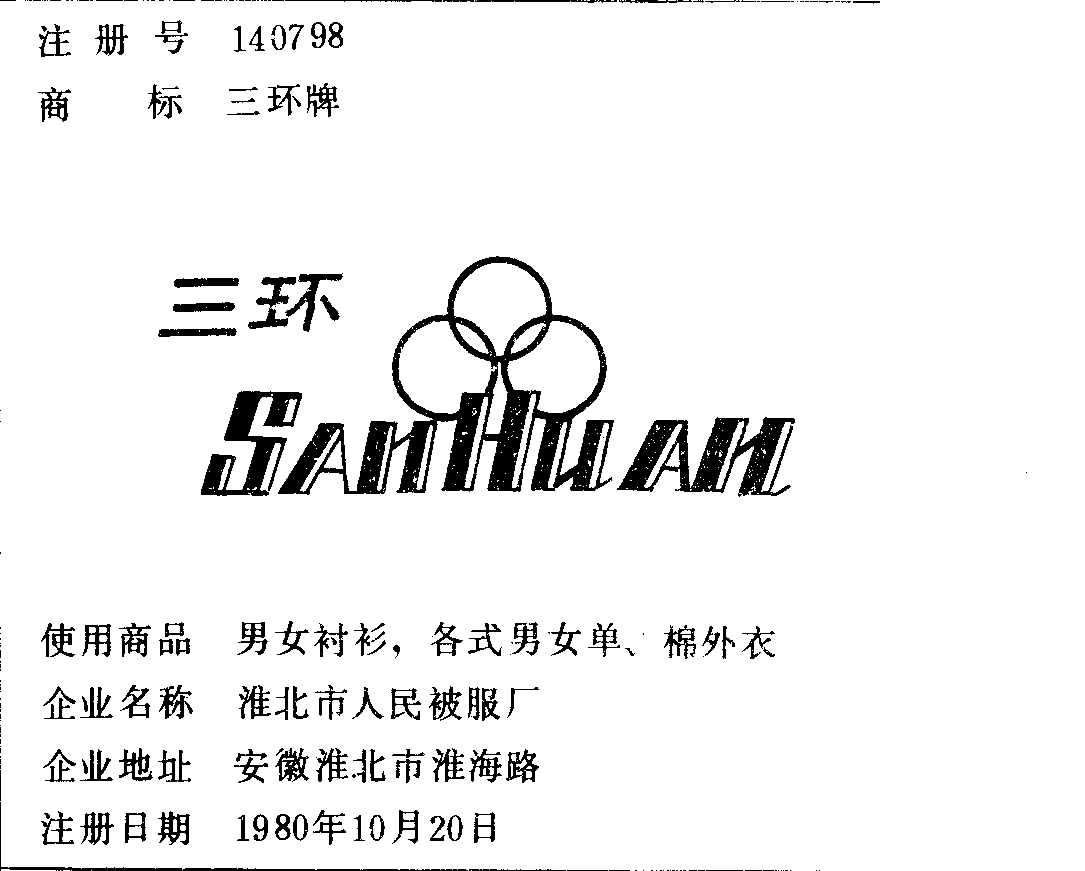 注册号 140798
商标 三环牌
三环
SanHuan
使用商品 男女衬衫，各式男女单、棉外衣
企业名称 淮北市人民被服厂
企业地址 安徽淮北市淮海路
注册日期 1980年10月20日